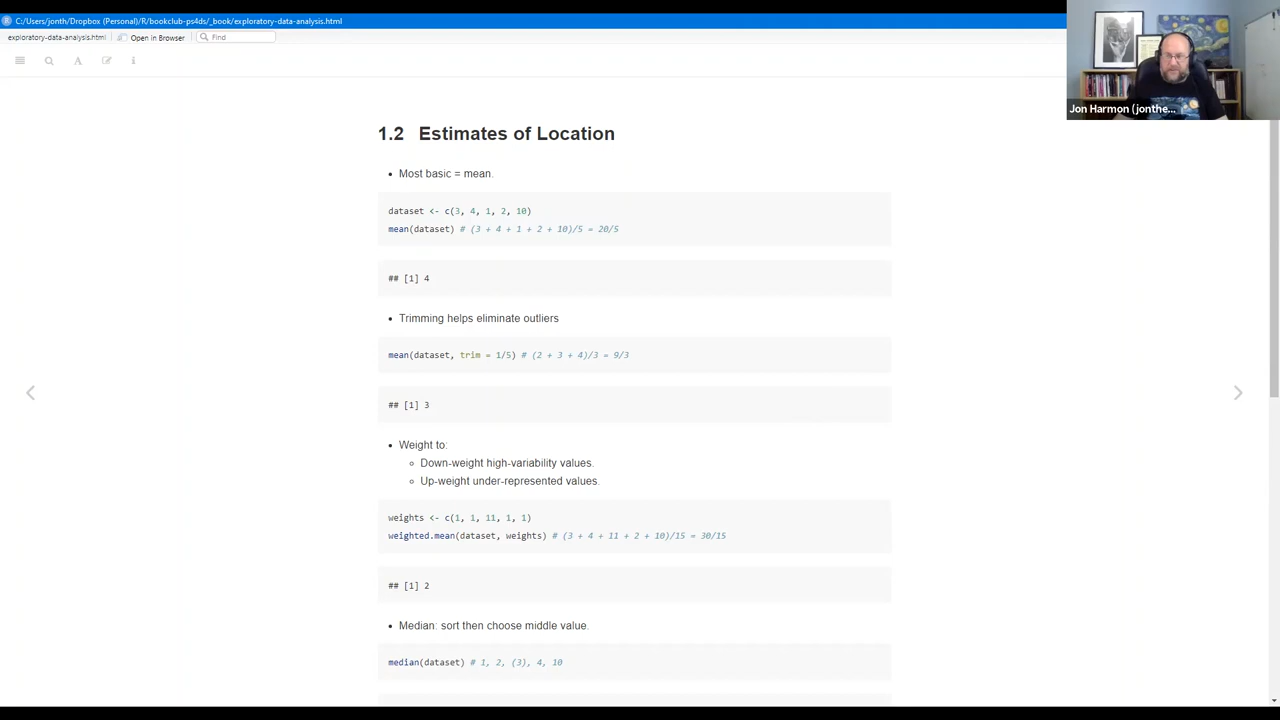 C:/Users/jonth/Dropbox (Personal)/R/bookclub-ps4ds/_book/exploratory-data-analysis.html
exploratory-data-analysis.html Open in Browser Find
Jon Harmon (jonthe...
1.2 Estimates of Location
• Most basic = mean.
dataset <- c(3, 4, 1, 2, 10)
mean(dataset) # (3 + 4 + 1 + 2 + 10)/5 = 20/5
## [1] 4
• Trimming helps eliminate outliers
mean(dataset, trim = 1/5) # (2 + 3 + 4)/3 = 9/3
## [1] 3
• Weight to:
◦ Down-weight high-variability values.
◦ Up-weight under-represented values.
weights <- c(1, 1, 11, 1, 1)
weighted.mean(dataset, weights) # (3 + 4 + 11 + 2 + 10)/15 = 30/15
## [1] 2
• Median: sort then choose middle value.
median(dataset) # 1, 2, (3), 4, 10